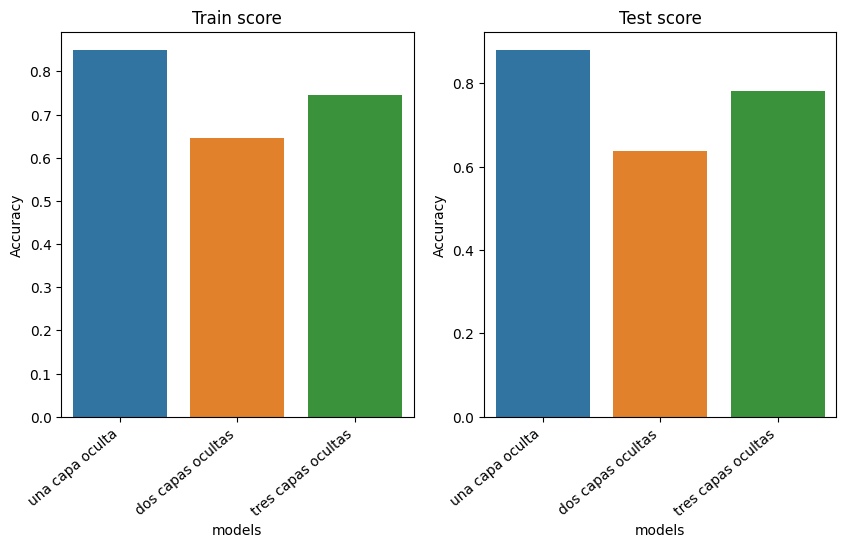 Train score
Accuracy
0.8
0.7
0.6
0.5
0.4
0.3
0.2
0.1
0.0
una capa oculta
dos capas ocultas
tres capas ocultas
models
Test score
Accuracy
0.8
0.6
0.4
0.2
0.0
una capa oculta
dos capas ocultas
tres capas ocultas
models